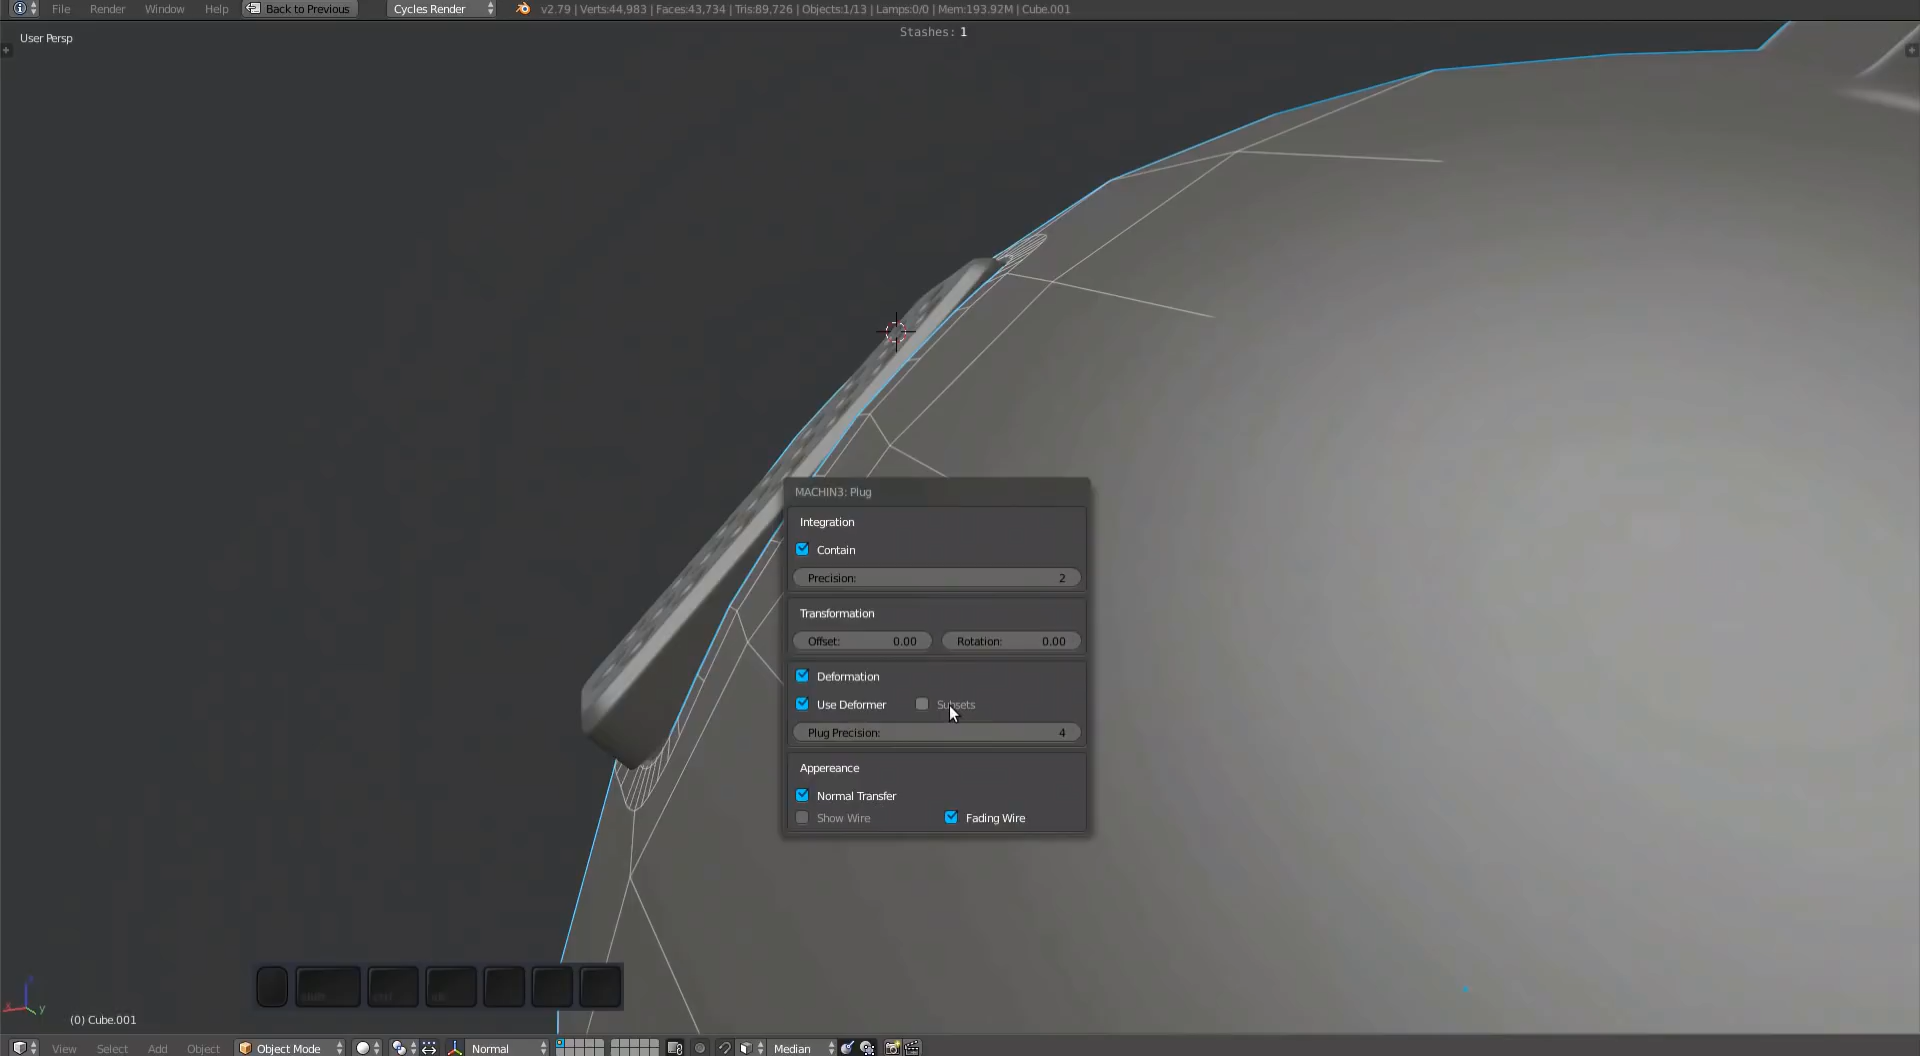 File Render Window Help Back to Previous Cycles Render v2.79 | Verts:44,983 | Faces:43,734 | Tris:89,726 | Objects:1/13 | Lamps:0/0 | Mem:193.92M | Cube.001
Stashes: 1
User Persp
MACHIN3: Plug
Integration
Contain
Precision: 2
Transformation
Offset: 0.00 Rotation: 0.00
Deformation
Use Deformer Subsets
Plug Precision: 4
Appereance
Normal Transfer
Show Wire Fading Wire
shift ctrl alt
z
x y
(0) Cube.001
View Select Add Object Object Mode Normal Median